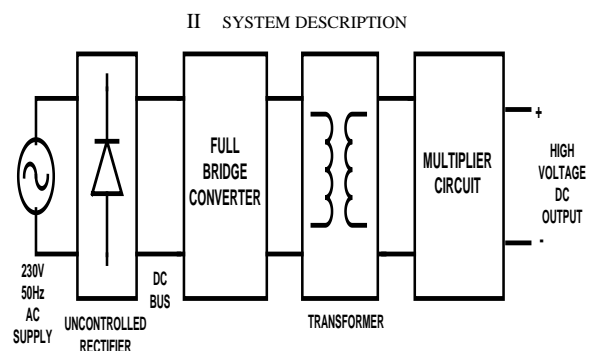 II SYSTEM DESCRIPTION
FULL
BRIDGE
CONVERTER
MULTIPLIER
CIRCUIT
+
HIGH
VOLTAGE
DC
OUTPUT
-
230V
50Hz
AC
SUPPLY
UNCONTROLLED
RECTIFIER
DC
BUS
TRANSFORMER